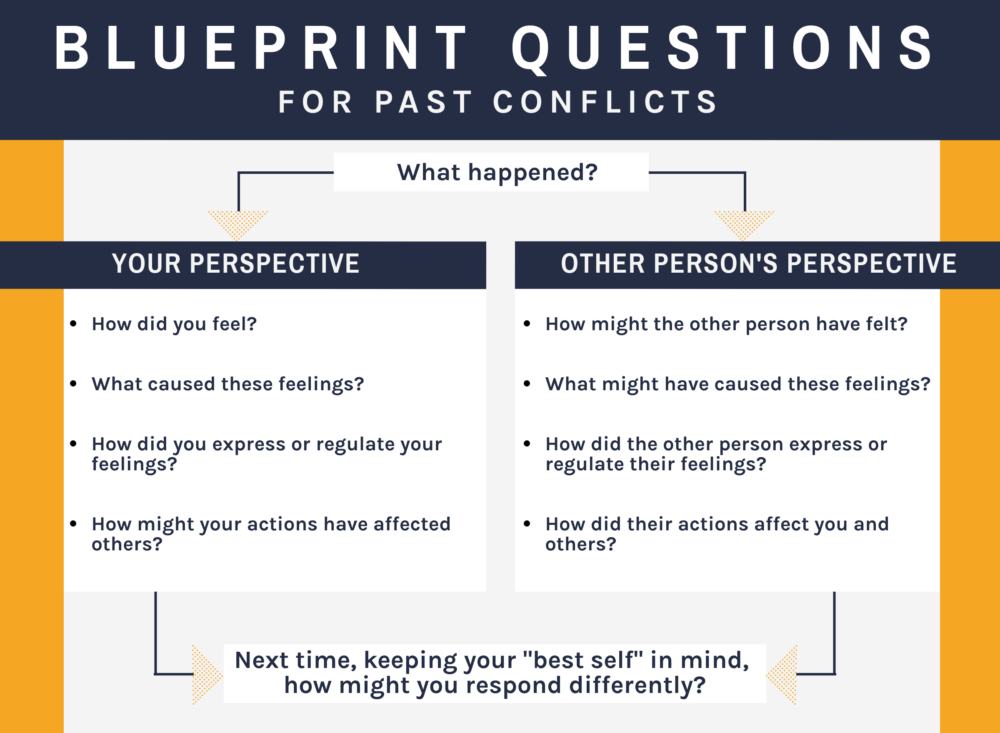 BLUEPRINT QUESTIONS
FOR PAST CONFLICTS
What happened?
YOUR PERSPECTIVE
• How did you feel?
• What caused these feelings?
• How did you express or regulate your
feelings?
• How might your actions have affected
others?
OTHER PERSON'S PERSPECTIVE
• How might the other person have felt?
• What might have caused these feelings?
• How did the other person express or
regulate their feelings?
• How did their actions affect you and
others?
Next time, keeping your "best self" in mind,
how might you respond differently?